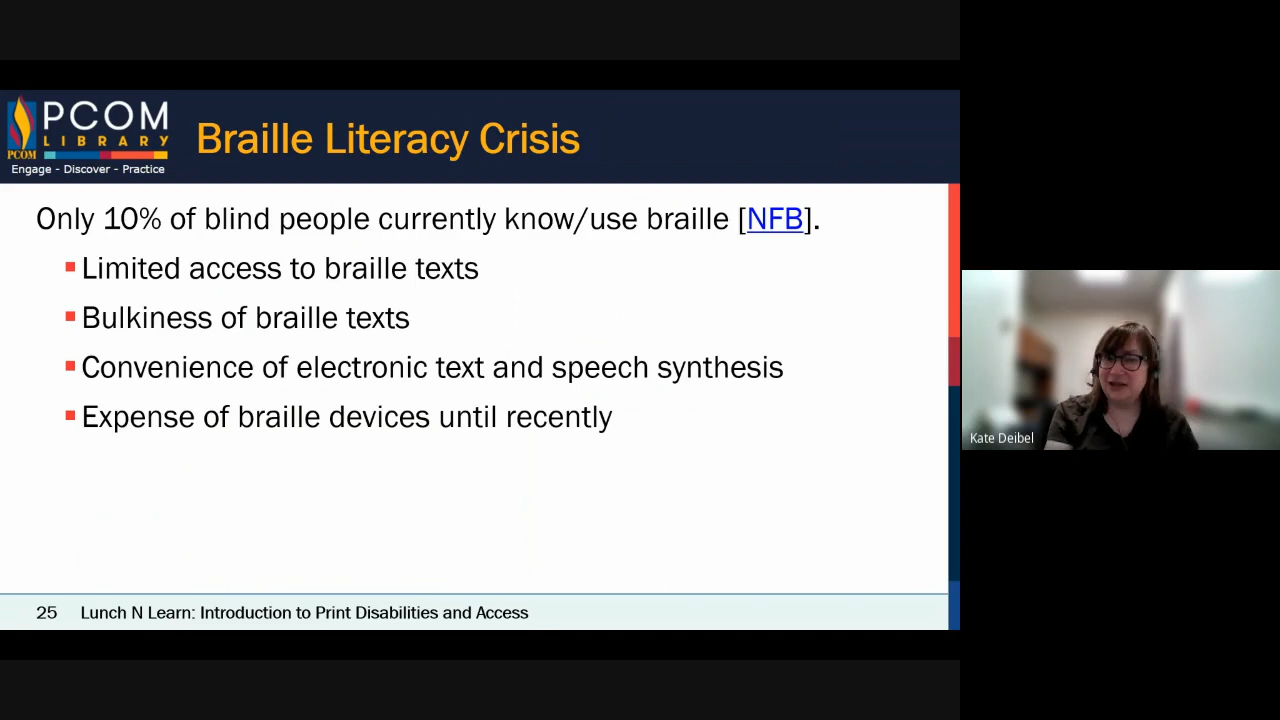 PCOM
LIBRARY
PCOM
Engage - Discover - Practice
Braille Literacy Crisis
Only 10% of blind people currently know/use braille [NFB].
Limited access to braille texts
Bulkiness of braille texts
Convenience of electronic text and speech synthesis
Expense of braille devices until recently
Kate Deibel
25 Lunch N Learn: Introduction to Print Disabilities and Access